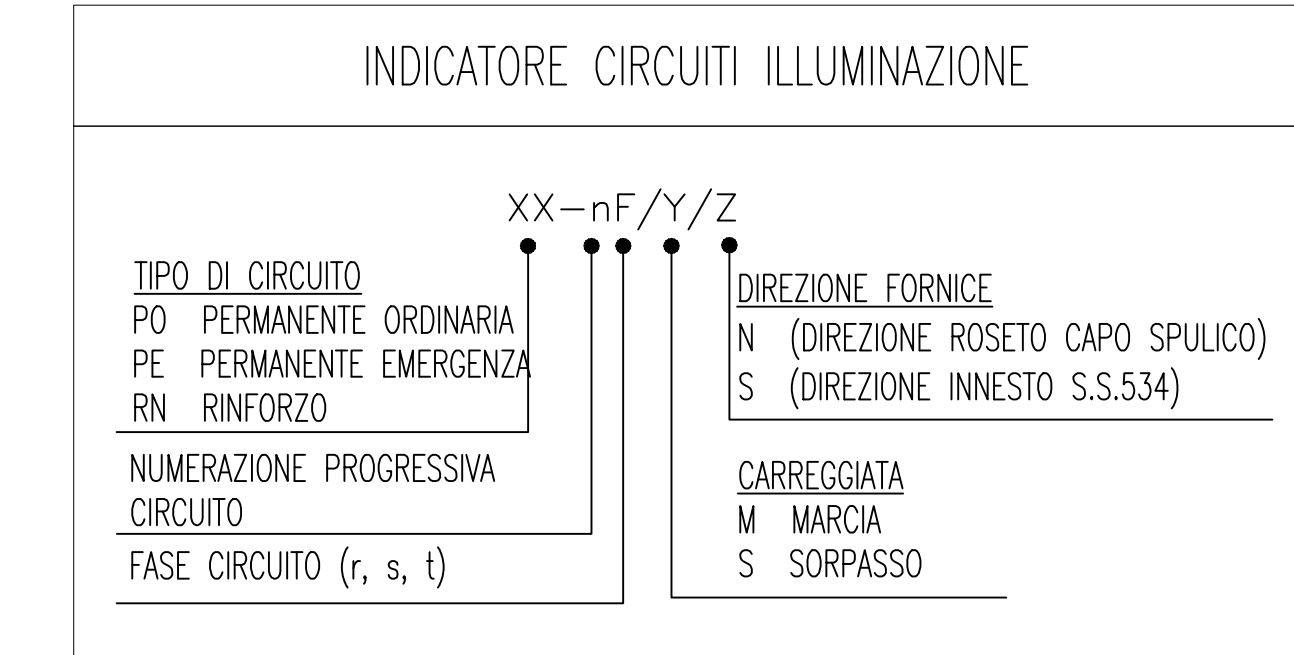 INDICATORE CIRCUITI ILLUMINAZIONE
XX-nF/Y/Z
TIPO DI CIRCUITO
PO PERMANENTE ORDINARIA
PE PERMANENTE EMERGENZA
RN RINFORZO
NUMERAZIONE PROGRESSIVA
CIRCUITO
FASE CIRCUITO (r, s, t)
DIREZIONE FORNICE
N (DIREZIONE ROSETO CAPO SPULICO)
S (DIREZIONE INNESTO S.S.534)
CARREGGIATA
M MARCIA
S SORPASSO